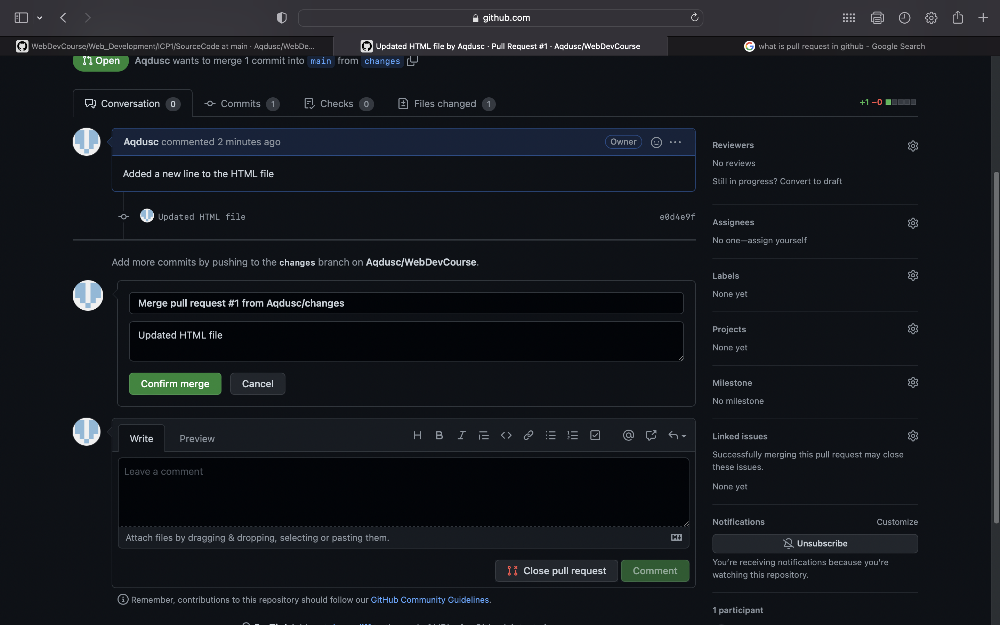 github.com
WebDevCourse/Web_Development/ICP1/SourceCode at main · Aqdusc/WebDe...
Updated HTML file by Aqdusc · Pull Request #1 · Aqdusc/WebDevCourse
what is pull request in github - Google Search
Open
Aqdusc wants to merge 1 commit into main from changes
Conversation 0
Commits 1
Checks 0
Files changed 1
+1 −0
Aqdusc commented 2 minutes ago
Owner
Added a new line to the HTML file
Updated HTML file
e0d4e9f
Add more commits by pushing to the changes branch on Aqdusc/WebDevCourse.
Merge pull request #1 from Aqdusc/changes
Updated HTML file
Confirm merge
Cancel
Write
Preview
Leave a comment
Attach files by dragging & dropping, selecting or pasting them.
Close pull request
Comment
Remember, contributions to this repository should follow our GitHub Community Guidelines.
Reviewers
No reviews
Still in progress? Convert to draft
Assignees
No one—assign yourself
Labels
None yet
Projects
None yet
Milestone
No milestone
Linked issues
Successfully merging this pull request may close
these issues.
None yet
Notifications
Customize
Unsubscribe
You’re receiving notifications because you’re
watching this repository.
1 participant